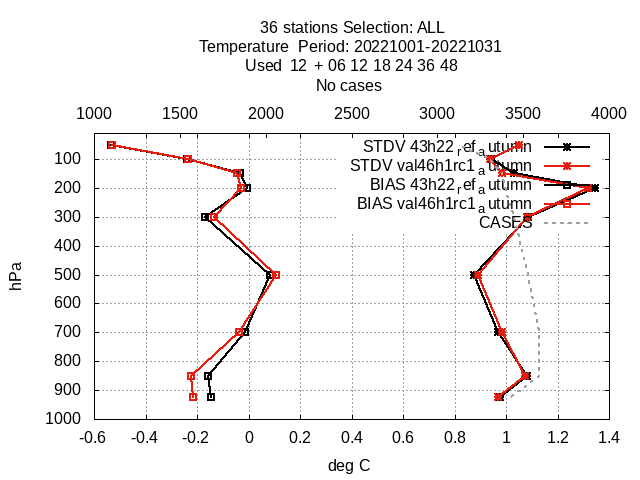 36 stations Selection: ALL
Temperature Period: 20221001-20221031
Used 12 + 06 12 18 24 36 48
No cases
1000 1500 2000 2500 3000 3500 4000
STDV 43h22_ref_autumn
STDV val46h1rc1_autumn
BIAS 43h22_ref_autumn
BIAS val46h1rc1_autumn
CASES
hPa
100
200
300
400
500
600
700
800
900
1000
-0.6 -0.4 -0.2 0 0.2 0.4 0.6 0.8 1 1.2 1.4
deg C